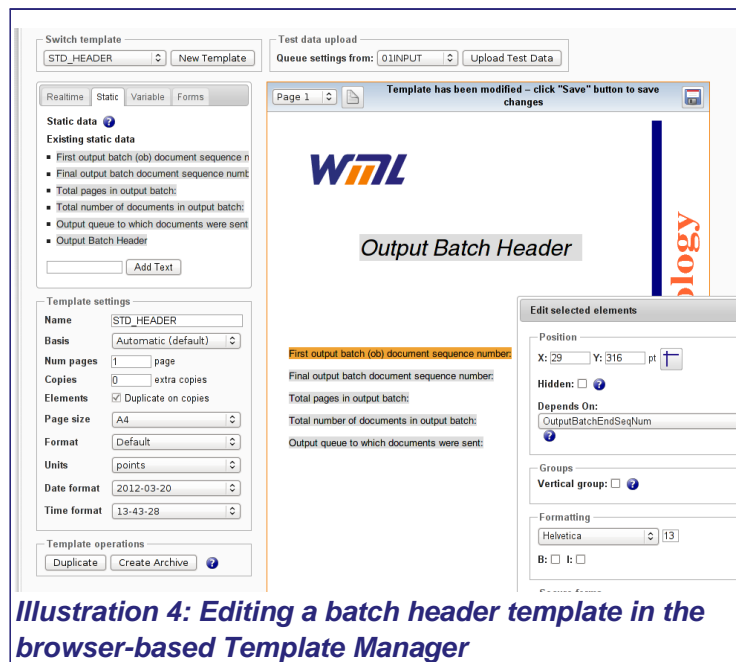 Switch template
STD_HEADER
New Template
Test data upload
Queue settings from:
01INPUT
Upload Test Data
Realtime
Static
Variable
Forms
Static data
Existing static data
First output batch (ob) document sequence n
Final output batch document sequence numb
Total pages in output batch:
Total number of documents in output batch:
Output queue to which documents were sent
Output Batch Header
Add Text
Template settings
Name STD_HEADER
Basis Automatic (default)
Num pages 1 page
Copies 0 extra copies
Elements Duplicate on copies
Page size A4
Format Default
Units points
Date format 2012-03-20
Time format 13-43-28
Template operations
Duplicate
Create Archive
Page 1
Template has been modified – click "Save" button to save
changes
WML
ology
Output Batch Header
First output batch (ob) document sequence number:
Final output batch document sequence number:
Total pages in output batch:
Total number of documents in output batch:
Output queue to which documents were sent:
Edit selected elements
Position
X: 29 Y: 316 pt
Hidden:
Depends On:
OutputBatchEndSeqNum
Groups
Vertical group:
Formatting
Helvetica 13
B: I:
Illustration 4: Editing a batch header template in the
browser-based Template Manager